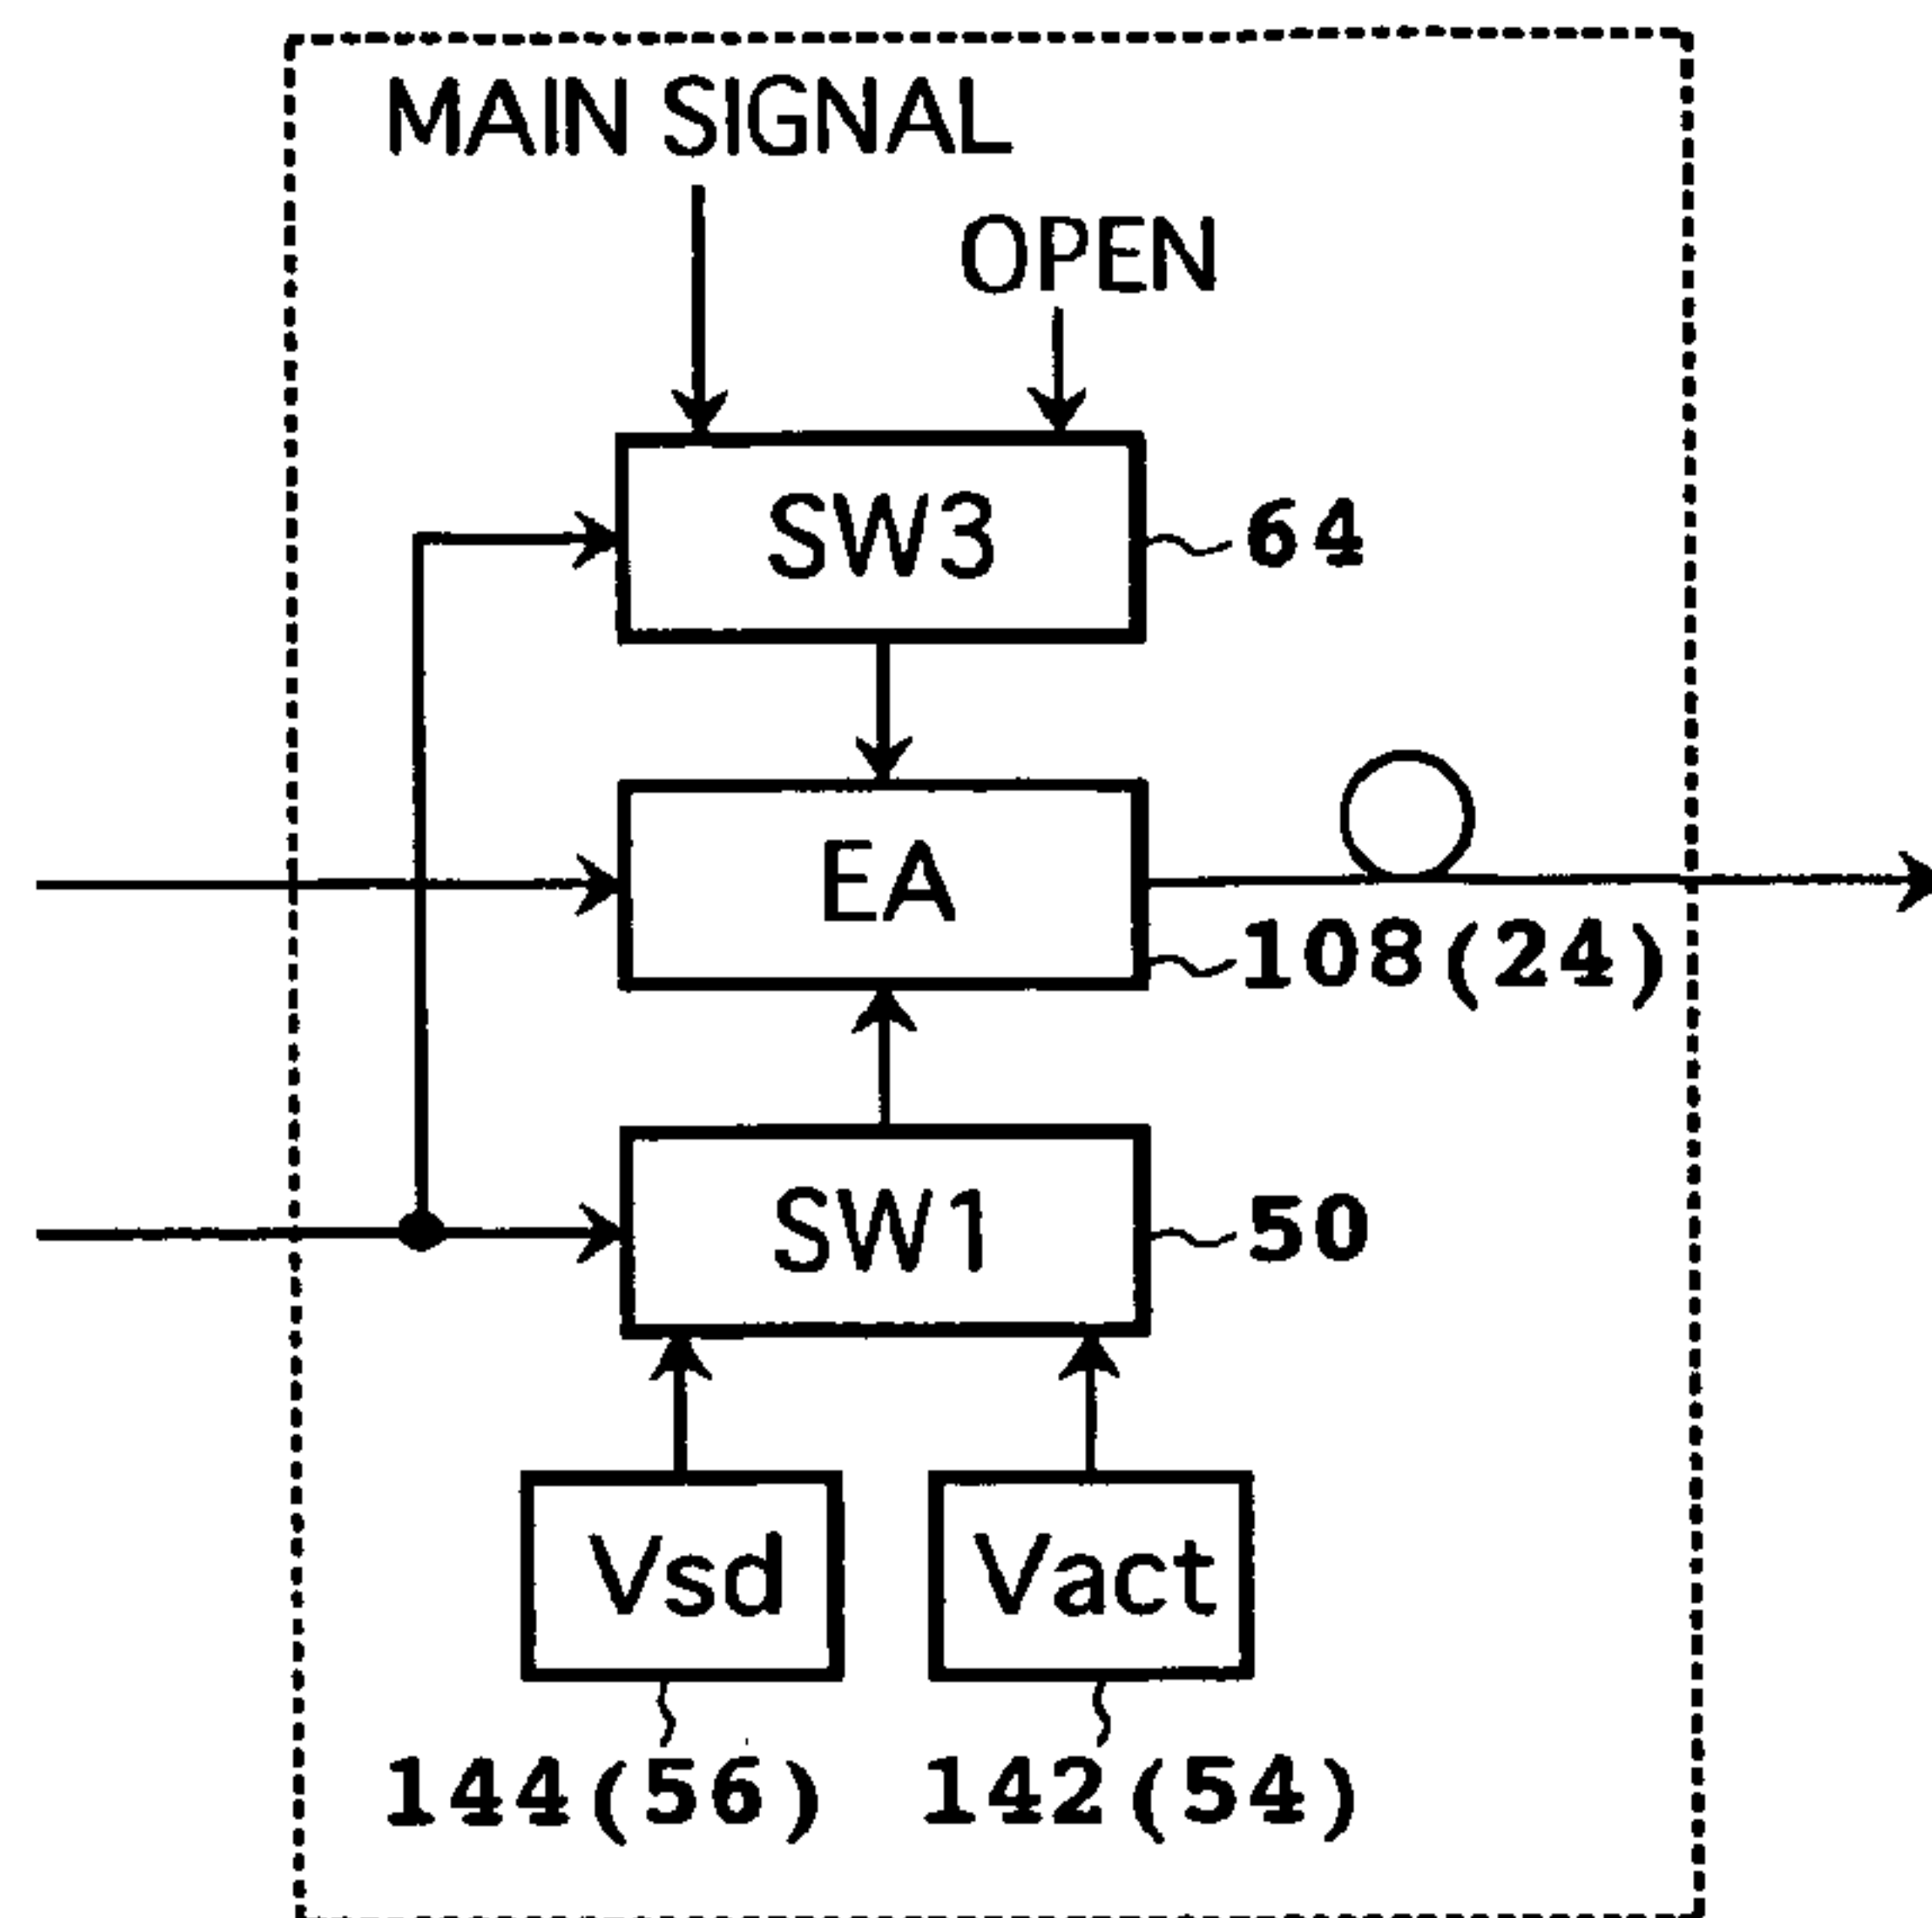 MAIN SIGNAL
OPEN
SW3
64
EA
108(24)
SW1
50
Vsd
Vact
144(56)
142(54)